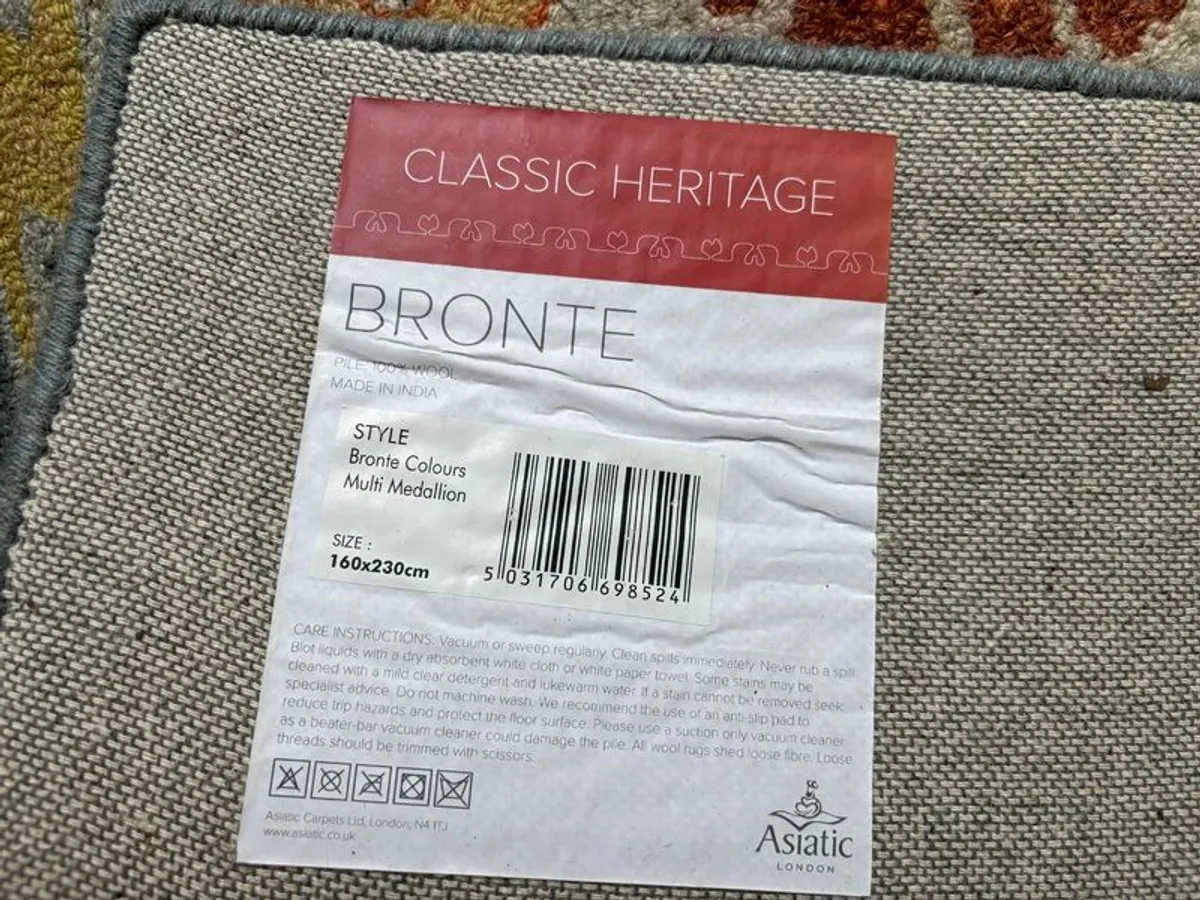 CLASSIC HERITAGE
BRONTE
PILE: 100% WOOL
MADE IN INDIA
STYLE
Bronte Colours
Multi Medallion
SIZE :
160x230cm
5 031706 698524
CARE INSTRUCTIONS: Vacuum or sweep regularly. Clean spills immediately. Never rub a spill.
Blot liquids with a dry absorbent white cloth or white paper towel. Some stains may be
cleaned with a mild clear detergent and lukewarm water. If a stain cannot be removed seek
specialist advice. Do not machine wash. We recommend the use of an anti-slip pad to
reduce trip hazards and protect the floor surface. Please use a suction only vacuum cleaner
as a beater-bar vacuum cleaner could damage the pile. All wool rugs shed loose fibre. Loose
threads should be trimmed with scissors.
Asiatic Carpets Ltd, London, N4 1TJ
www.asiatic.co.uk
Asiatic
LONDON